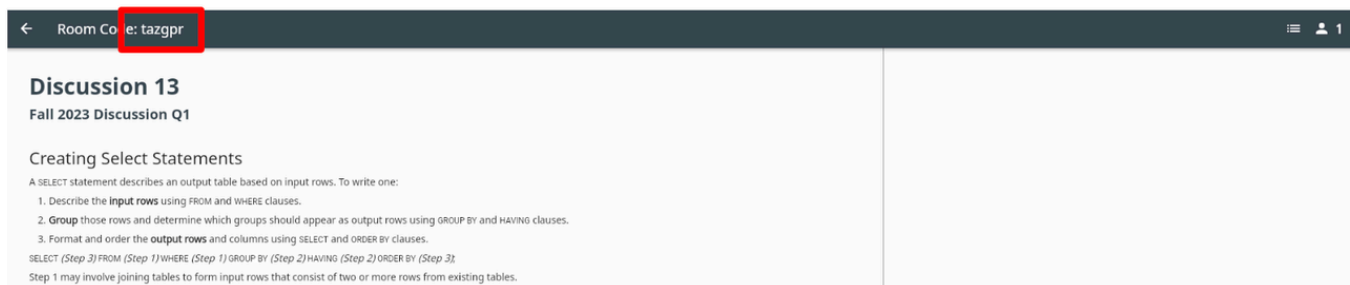 Room Code: tazgpr
1
Discussion 13
Fall 2023 Discussion Q1
Creating Select Statements
A SELECT statement describes an output table based on input rows. To write one:
1. Describe the input rows using FROM and WHERE clauses.
2. Group those rows and determine which groups should appear as output rows using GROUP BY and HAVING clauses.
3. Format and order the output rows and columns using SELECT and ORDER BY clauses.
SELECT (Step 3) FROM (Step 1) WHERE (Step 1) GROUP BY (Step 2) HAVING (Step 2) ORDER BY (Step 3);
Step 1 may involve joining tables to form input rows that consist of two or more rows from existing tables.